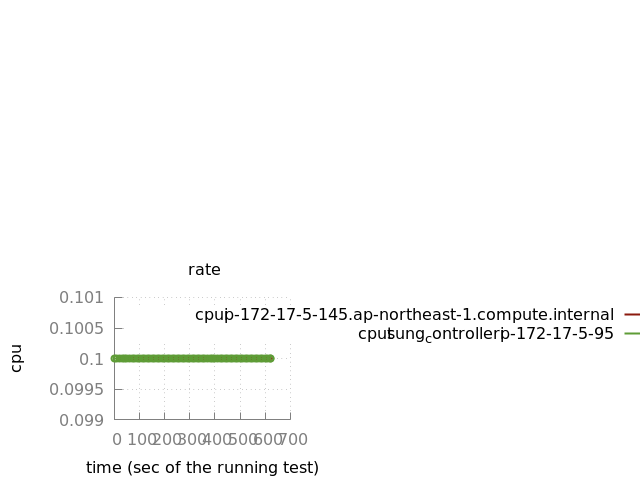 rate
0.101
cpu_ip-172-17-5-145.ap-northeast-1.compute.internal
0.1005
cpu_tsung_controller_ip-172-17-5-95
cpu
0.1
0.0995
0.099
0 100 200 300 400 500 600 700
time (sec of the running test)